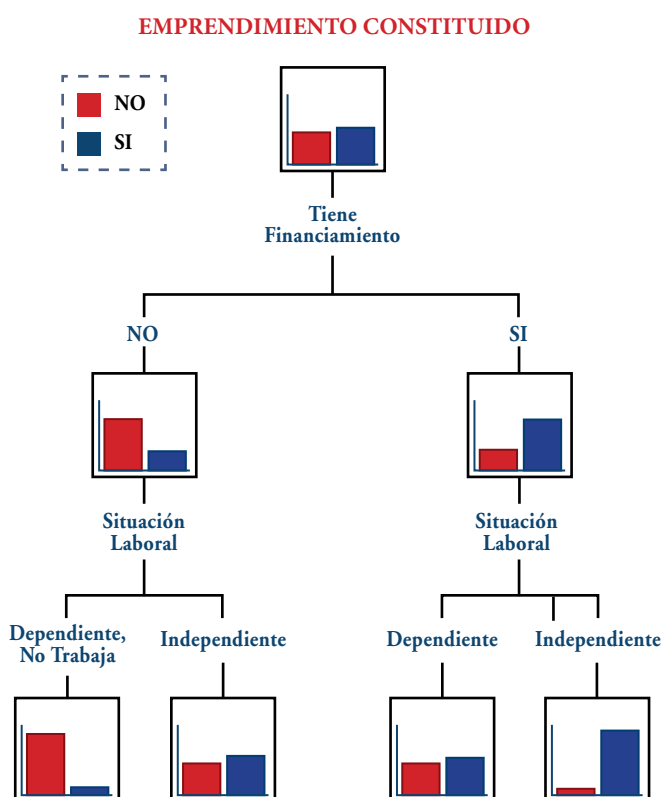 EMPRENDIMIENTO CONSTITUIDO
NO
SI
Tiene
Financiamiento
NO
SI
Situación
Laboral
Situación
Laboral
Dependiente,
No Trabaja
Independiente
Dependiente
Independiente